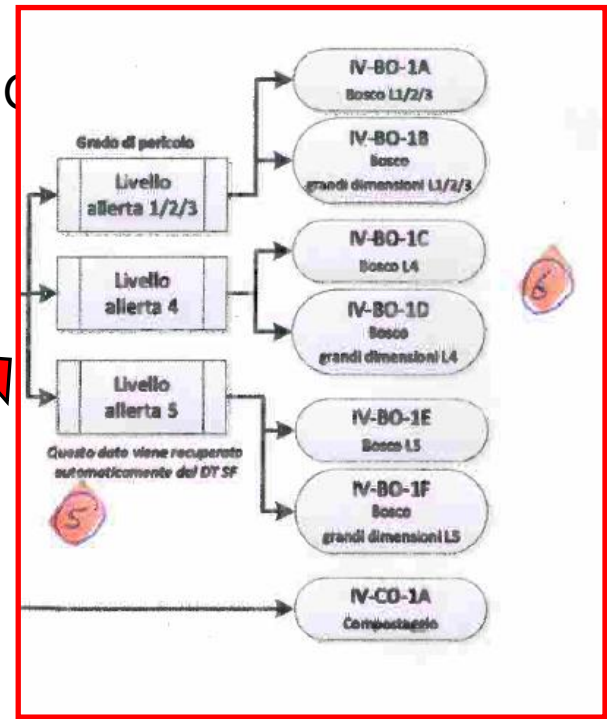 IV-BO-1A
Bosco L1/2/3
Grado di pericolo
IV-BO-1B
Bosco
grandi dimensioni L1/2/3
Livello
allerta 1/2/3
IV-BO-1C
Bosco L4
Livello
allerta 4
IV-BO-1D
Bosco
grandi dimensioni L4
6
Livello
allerta 5
IV-BO-1E
Bosco L5
Questo dato viene recuperato
automaticamente dal DT SF
5
IV-BO-1F
Bosco
grandi dimensioni L5
IV-CO-1A
Compostaggio